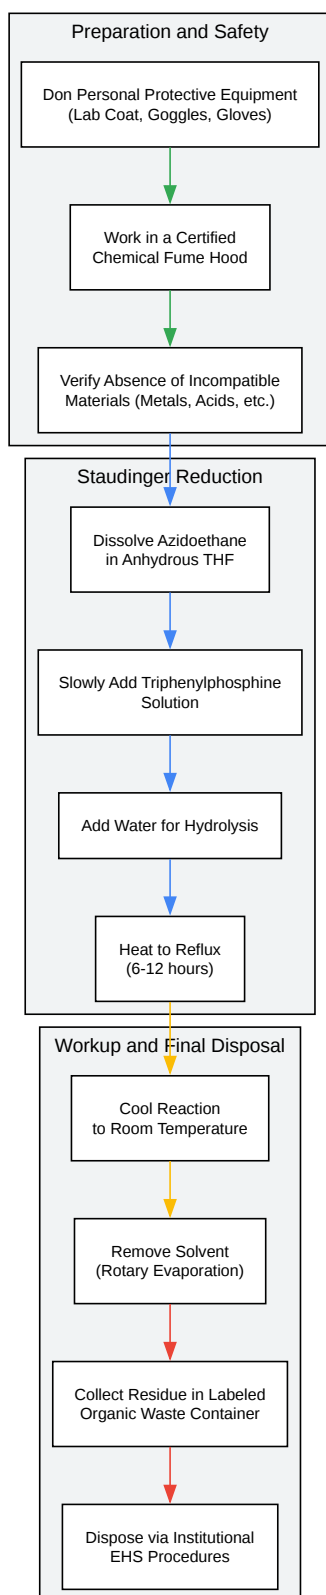 Preparation and Safety
Don Personal Protective Equipment
(Lab Coat, Goggles, Gloves)
Work in a Certified
Chemical Fume Hood
Verify Absence of Incompatible
Materials (Metals, Acids, etc.)
Staudinger Reduction
Dissolve Azidoethane
in Anhydrous THF
Slowly Add Triphenylphosphine
Solution
Add Water for Hydrolysis
Heat to Reflux
(6-12 hours)
Workup and Final Disposal
Cool Reaction
to Room Temperature
Remove Solvent
(Rotary Evaporation)
Collect Residue in Labeled
Organic Waste Container
Dispose via Institutional
EHS Procedures